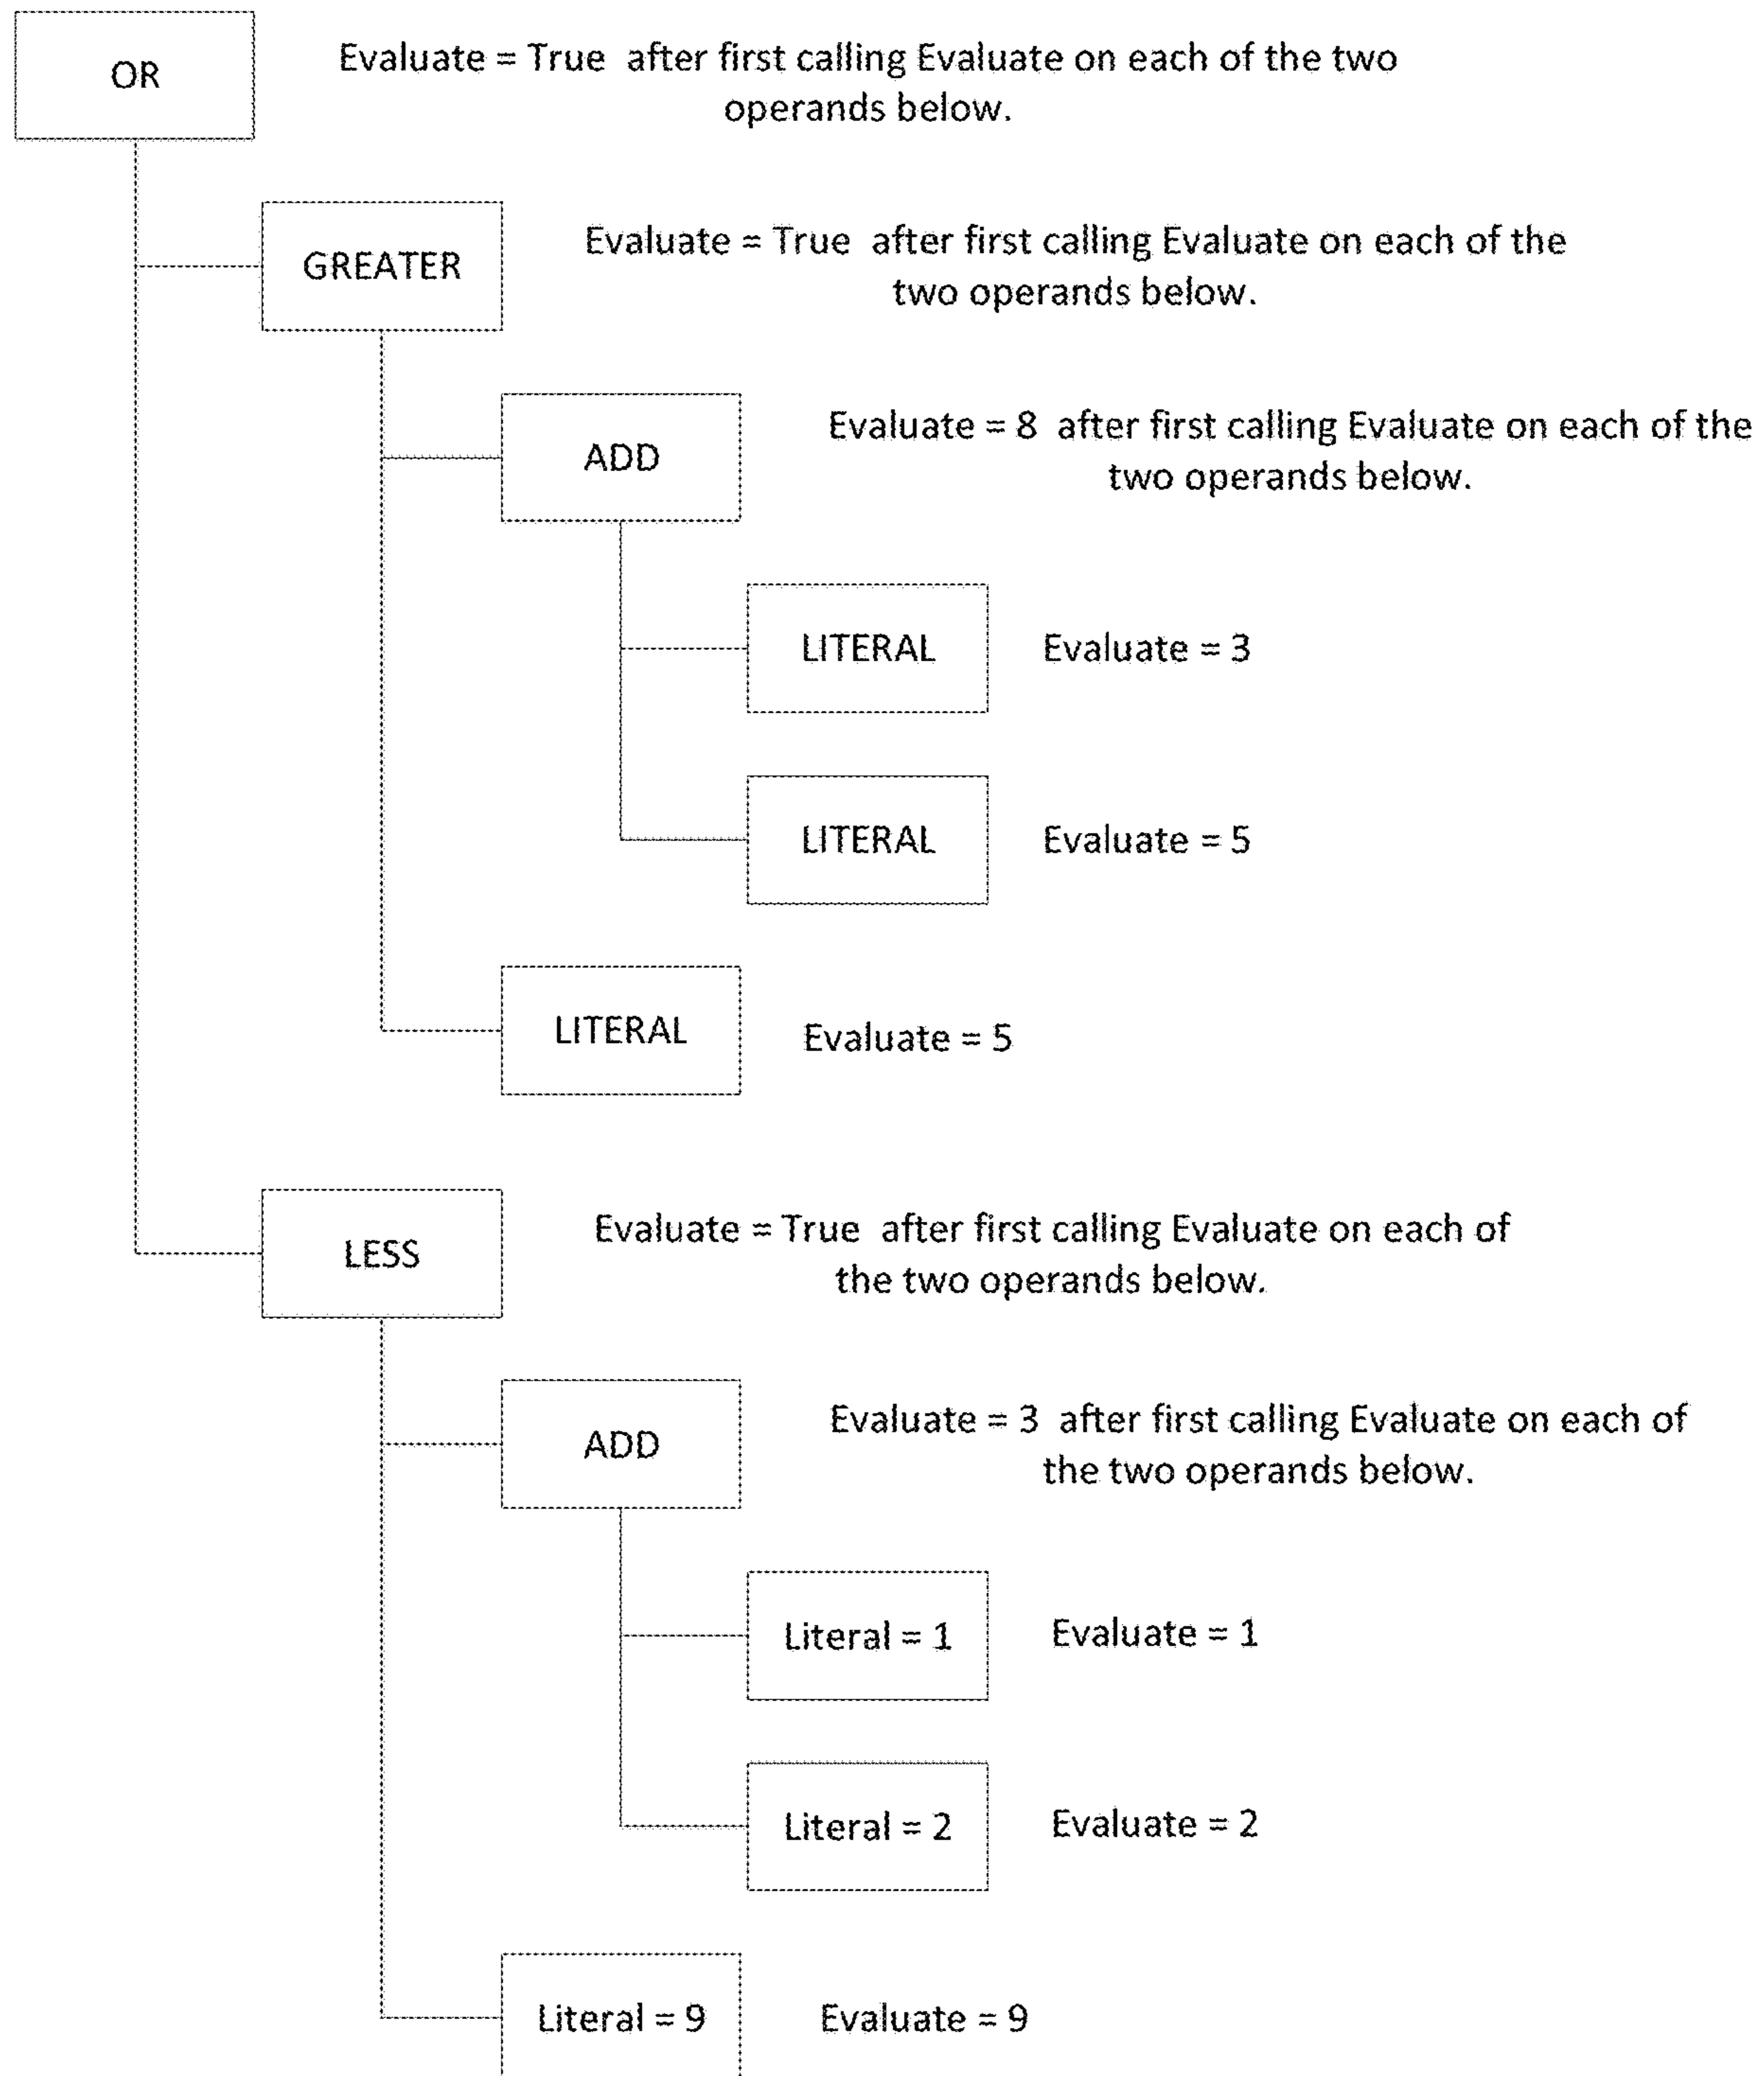 OR
Evaluate = True after first calling Evaluate on each of the two
operands below.
GREATER
Evaluate = True after first calling Evaluate on each of the
two operands below.
ADD
Evaluate = 8 after first calling Evaluate on each of the
two operands below.
LITERAL
Evaluate = 3
LITERAL
Evaluate = 5
LITERAL
Evaluate = 5
LESS
Evaluate = True after first calling Evaluate on each of
the two operands below.
ADD
Evaluate = 3 after first calling Evaluate on each of
the two operands below.
Literal = 1
Evaluate = 1
Literal = 2
Evaluate = 2
Literal = 9
Evaluate = 9